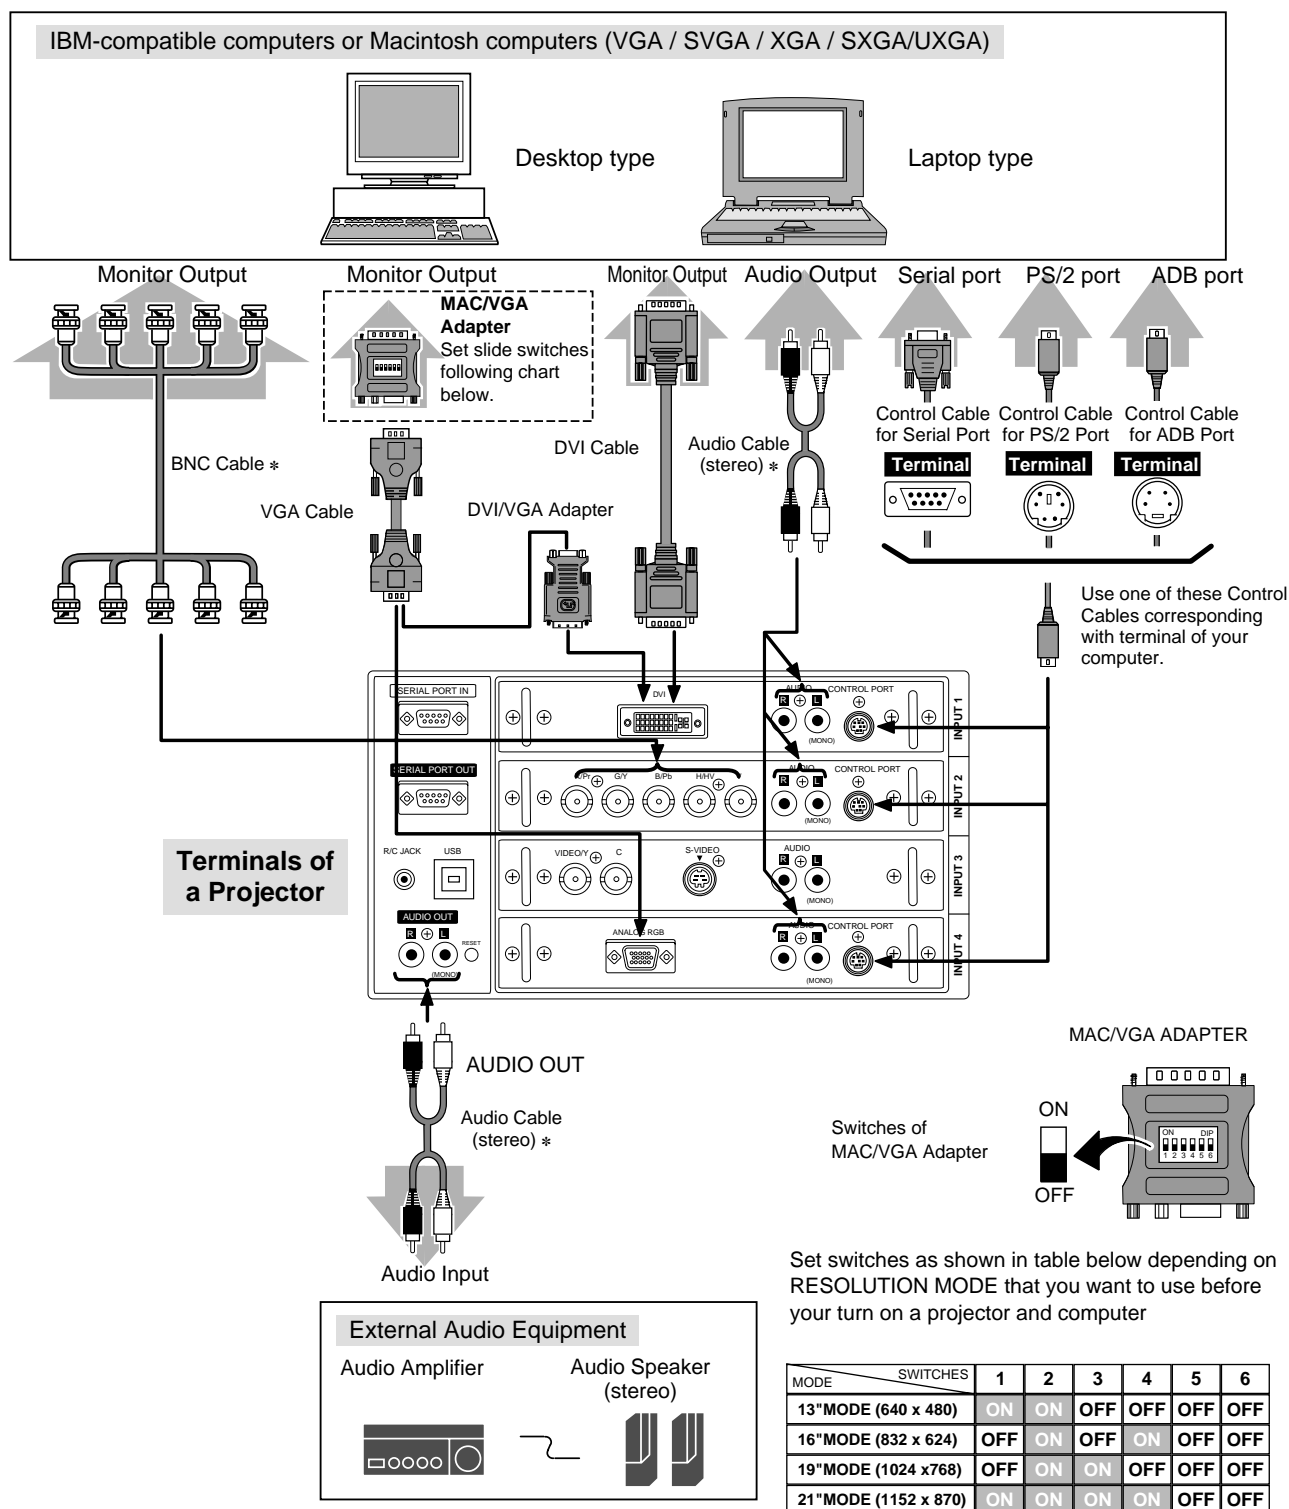 IBM-compatible computers or Macintosh computers (VGA / SVGA / XGA / SXGA/UXGA)
Desktop type
Laptop type
Monitor Output
Monitor Output
Monitor Output
Audio Output
Serial port
PS/2 port
ADB port
MAC/VGA
Adapter
Set slide switches
following chart
below.
BNC Cable *
VGA Cable
DVI/VGA Adapter
DVI Cable
Audio Cable
(stereo) *
Control Cable
for Serial Port
Control Cable
for PS/2 Port
Control Cable
for ADB Port
Terminal
Terminal
Terminal
Use one of these Control
Cables corresponding
with terminal of your
computer.
Terminals of
a Projector
SERIAL PORT IN
SERIAL PORT OUT
R/C JACK
USB
AUDIO OUT
R
L
RESET
(MONO)
DVI
AUDIO
R
L
(MONO)
CONTROL PORT
INPUT 1
R/Pr
G/Y
B/Pb
H/HV
AUDIO
R
L
(MONO)
CONTROL PORT
INPUT 2
VIDEO/Y
C
S-VIDEO
AUDIO
R
L
(MONO)
INPUT 3
ANALOG RGB
AUDIO
R
L
(MONO)
CONTROL PORT
INPUT 4
AUDIO OUT
Audio Cable
(stereo) *
Audio Input
External Audio Equipment
Audio Amplifier
Audio Speaker
(stereo)
MAC/VGA ADAPTER
Switches of
MAC/VGA Adapter
ON
OFF
ON DIP
1 2 3 4 5 6
Set switches as shown in table below depending on
RESOLUTION MODE that you want to use before
your turn on a projector and computer
MODE SWITCHES 1 2 3 4 5 6
13"MODE (640 x 480) ON ON OFF OFF OFF OFF
16"MODE (832 x 624) OFF ON OFF ON OFF OFF
19"MODE (1024 x768) OFF ON ON OFF OFF OFF
21"MODE (1152 x 870) ON ON ON ON OFF OFF